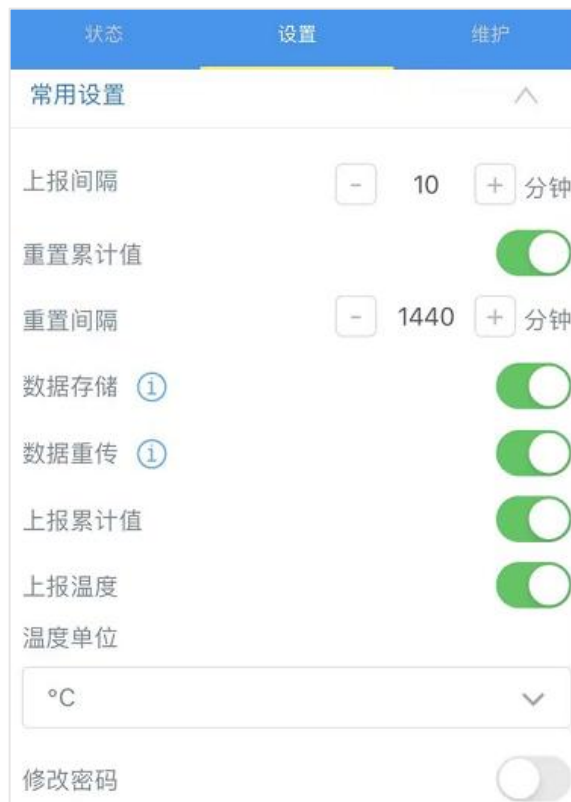 状态 设置 维护
常用设置
上报间隔 - 10 + 分钟
重置累计值
重置间隔 - 1440 + 分钟
数据存储 i
数据重传 i
上报累计值
上报温度
温度单位
°C
修改密码